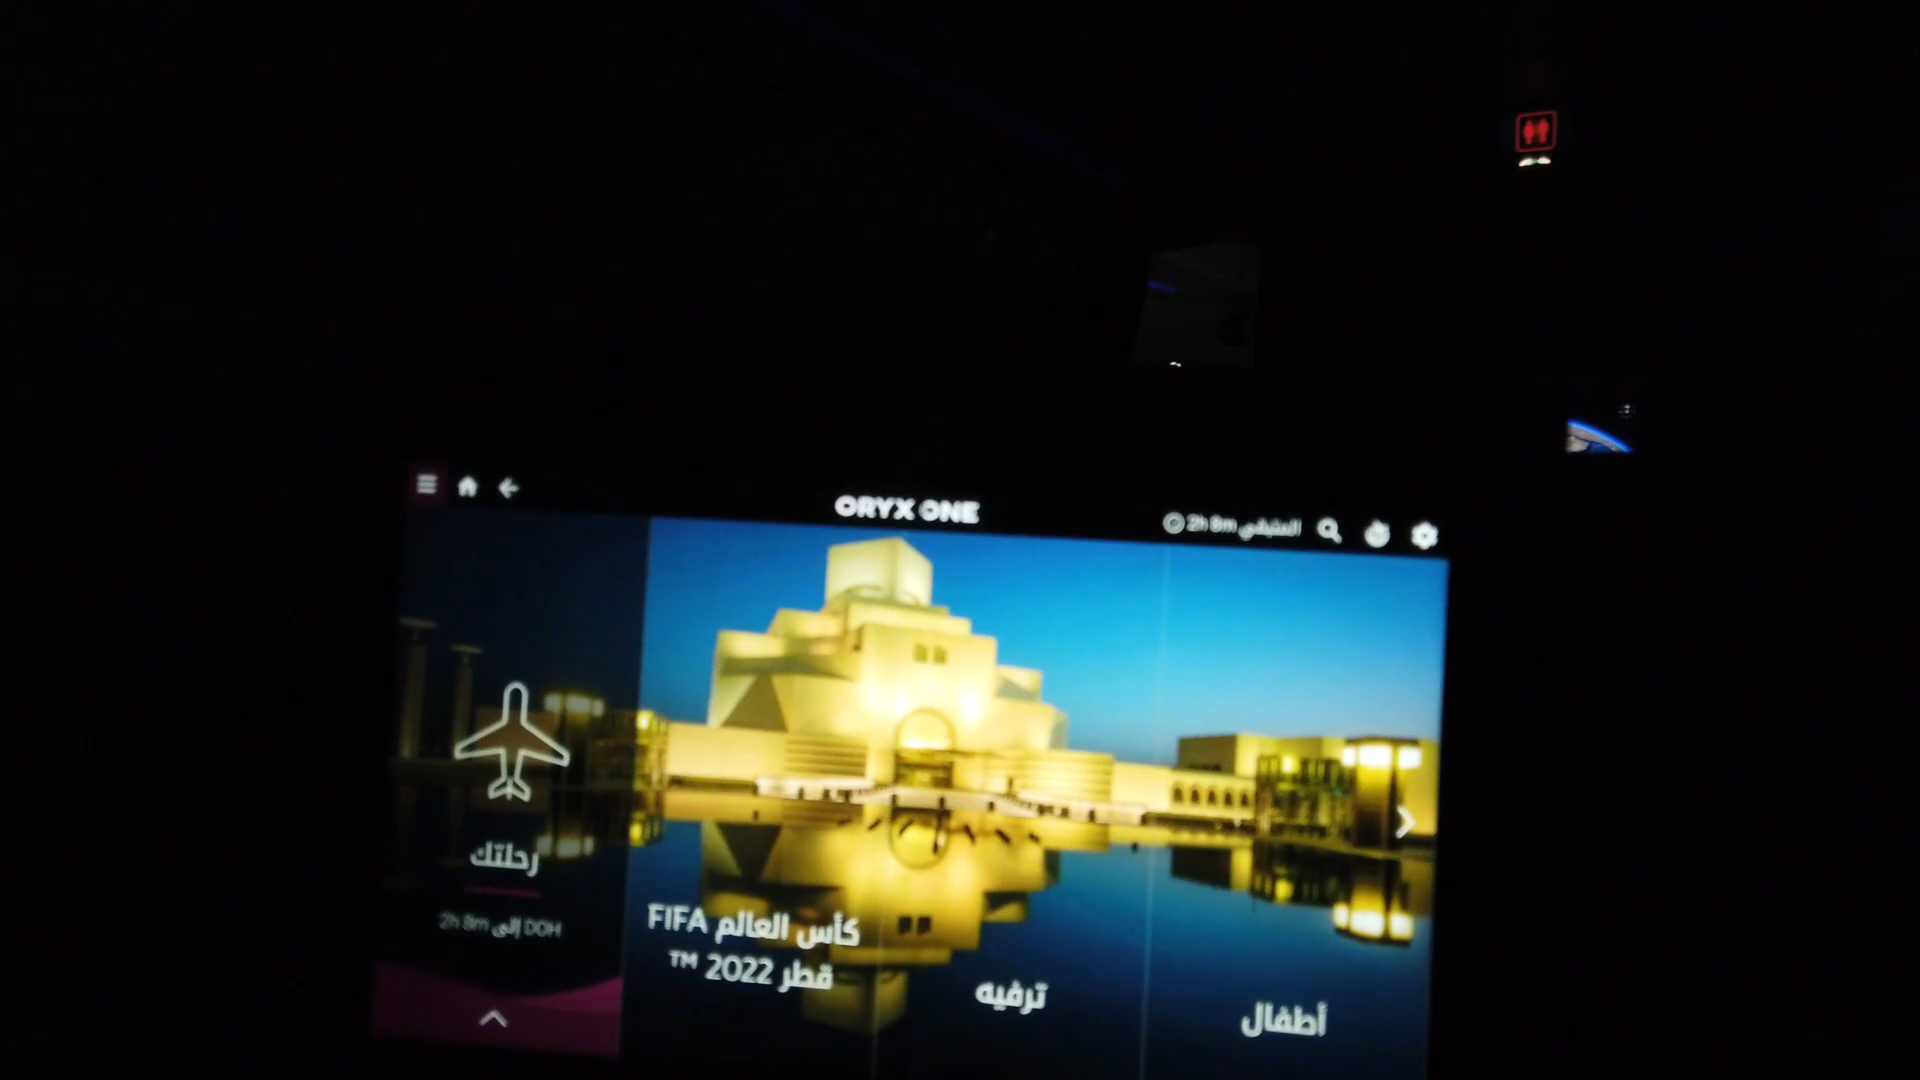 ORYX ONE
المتبقي 2h 8m
رحلتك
2h 8m إلى DOH
كأس العالم FIFA
قطر 2022 ™
ترفيه
أطفال